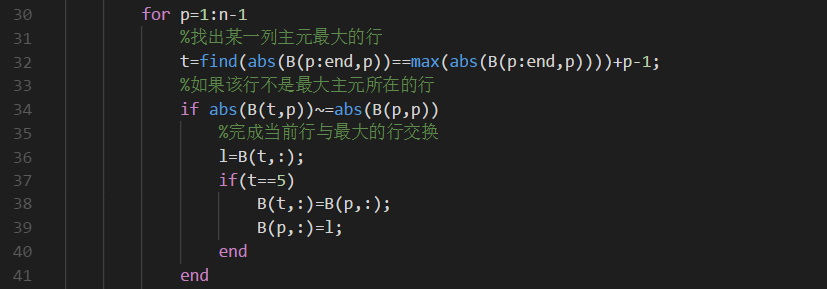 30 for p=1:n-1
31 %找出某一列主元最大的行
32 t=find(abs(B(p:end,p))==max(abs(B(p:end,p))))+p-1;
33 %如果该行不是最大主元所在的行
34 if abs(B(t,p))~=abs(B(p,p))
35 %完成当前行与最大的行交换
36 l=B(t,:);
37 if(t==5)
38 B(t,:)=B(p,:);
39 B(p,:)=l;
40 end
41 end